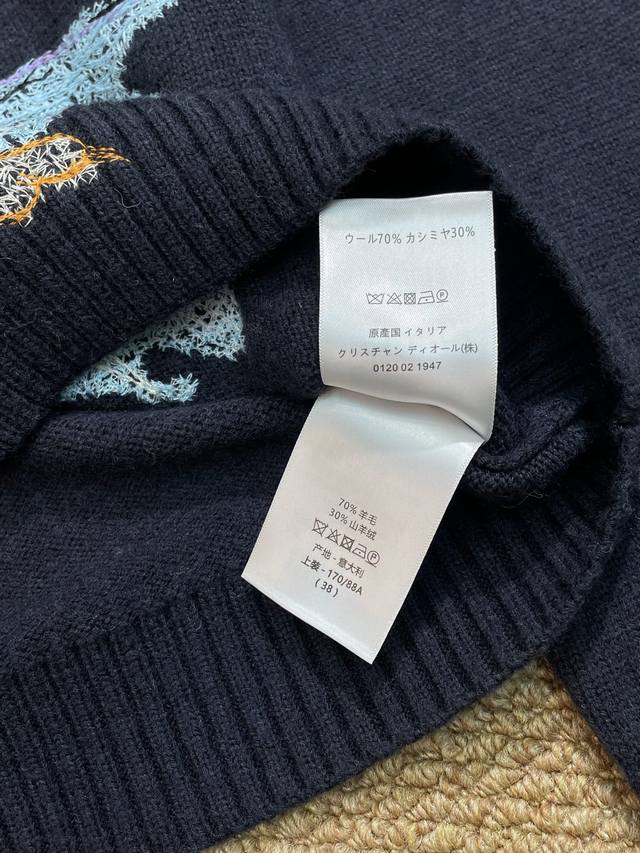 ウール70% カシミヤ30%
原産国 イタリア
クリスチャン ディオール(株)
0120 02 1947
70% 羊毛
30% 山羊绒
产地 - 意大利
上装 - 170/88A
(38)